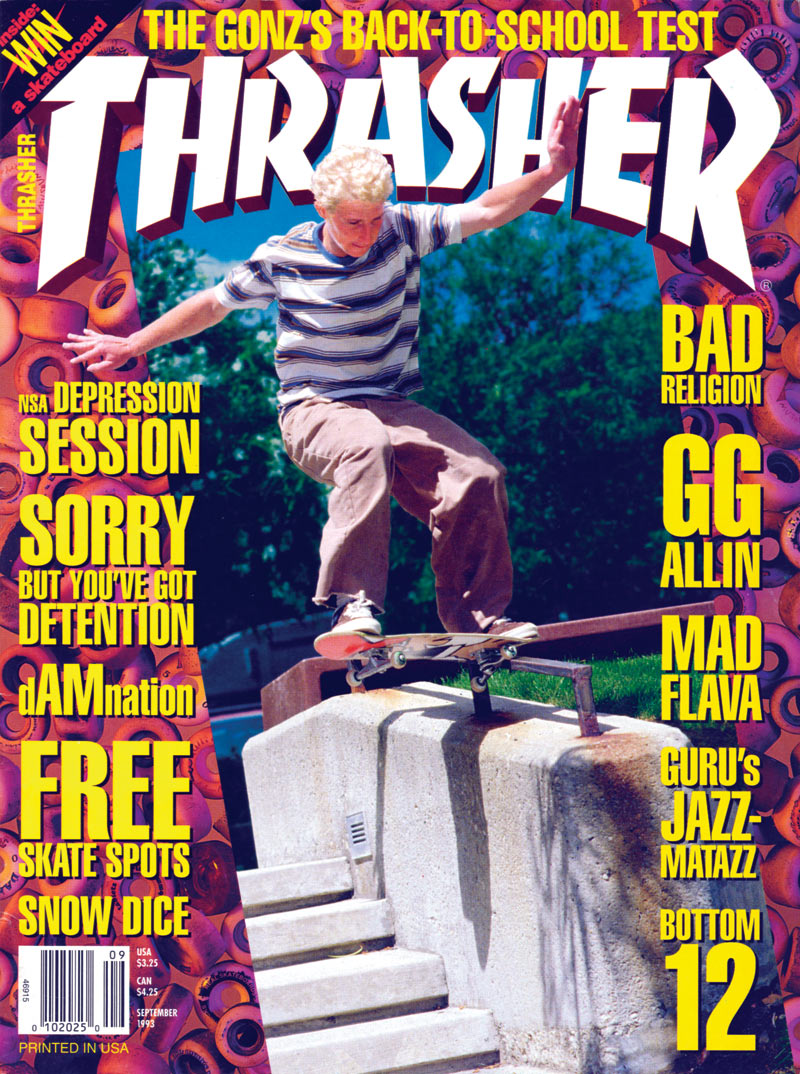 inside:
WIN
a skateboard
THE GONZ'S BACK-TO-SCHOOL TEST
THRASHER
®
THRASHER
NSA DEPRESSION
SESSION
SORRY
BUT YOU'VE GOT
DETENTION
dAMnation
FREE
SKATE SPOTS
SNOW DICE
BAD
RELIGION
GG
ALLIN
MAD
FLAVA
GURU's
JAZZ-
MATAZZ
BOTTOM
12
09
46915
0 102025 0
USA
$3.25
CAN
$4.25
SEPTEMBER
1993
PRINTED IN USA